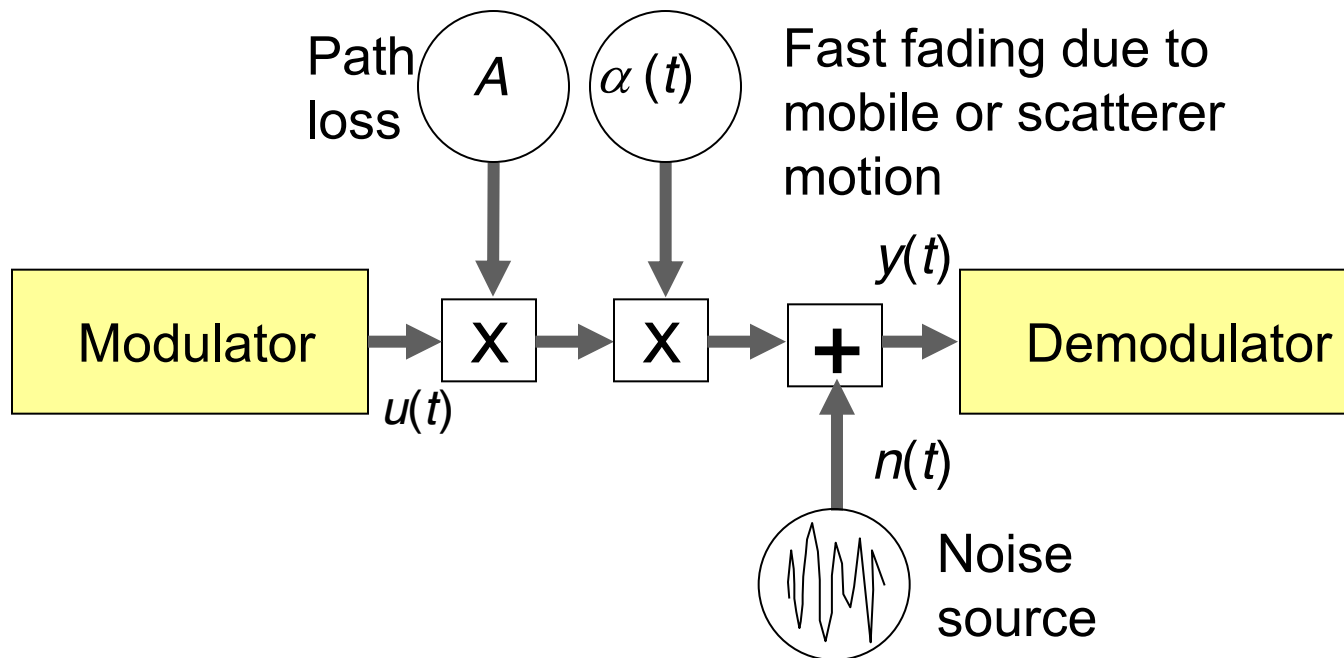 Path
loss
A
α (t)
Fast fading due to
mobile or scatterer
motion
Modulator
u(t)
X
X
+
y(t)
Demodulator
n(t)
Noise
source